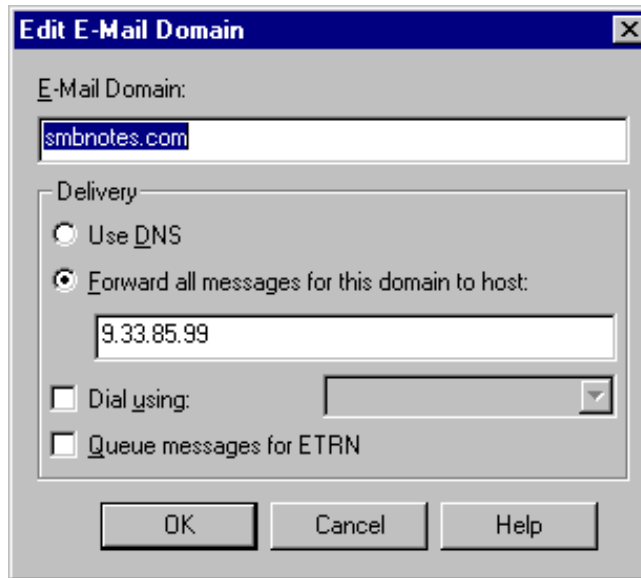 Edit E-Mail Domain
E-Mail Domain:
smbnotes.com
Delivery
Use DNS
Forward all messages for this domain to host:
9.33.85.99
Dial using:
Queue messages for ETRN
OK Cancel Help